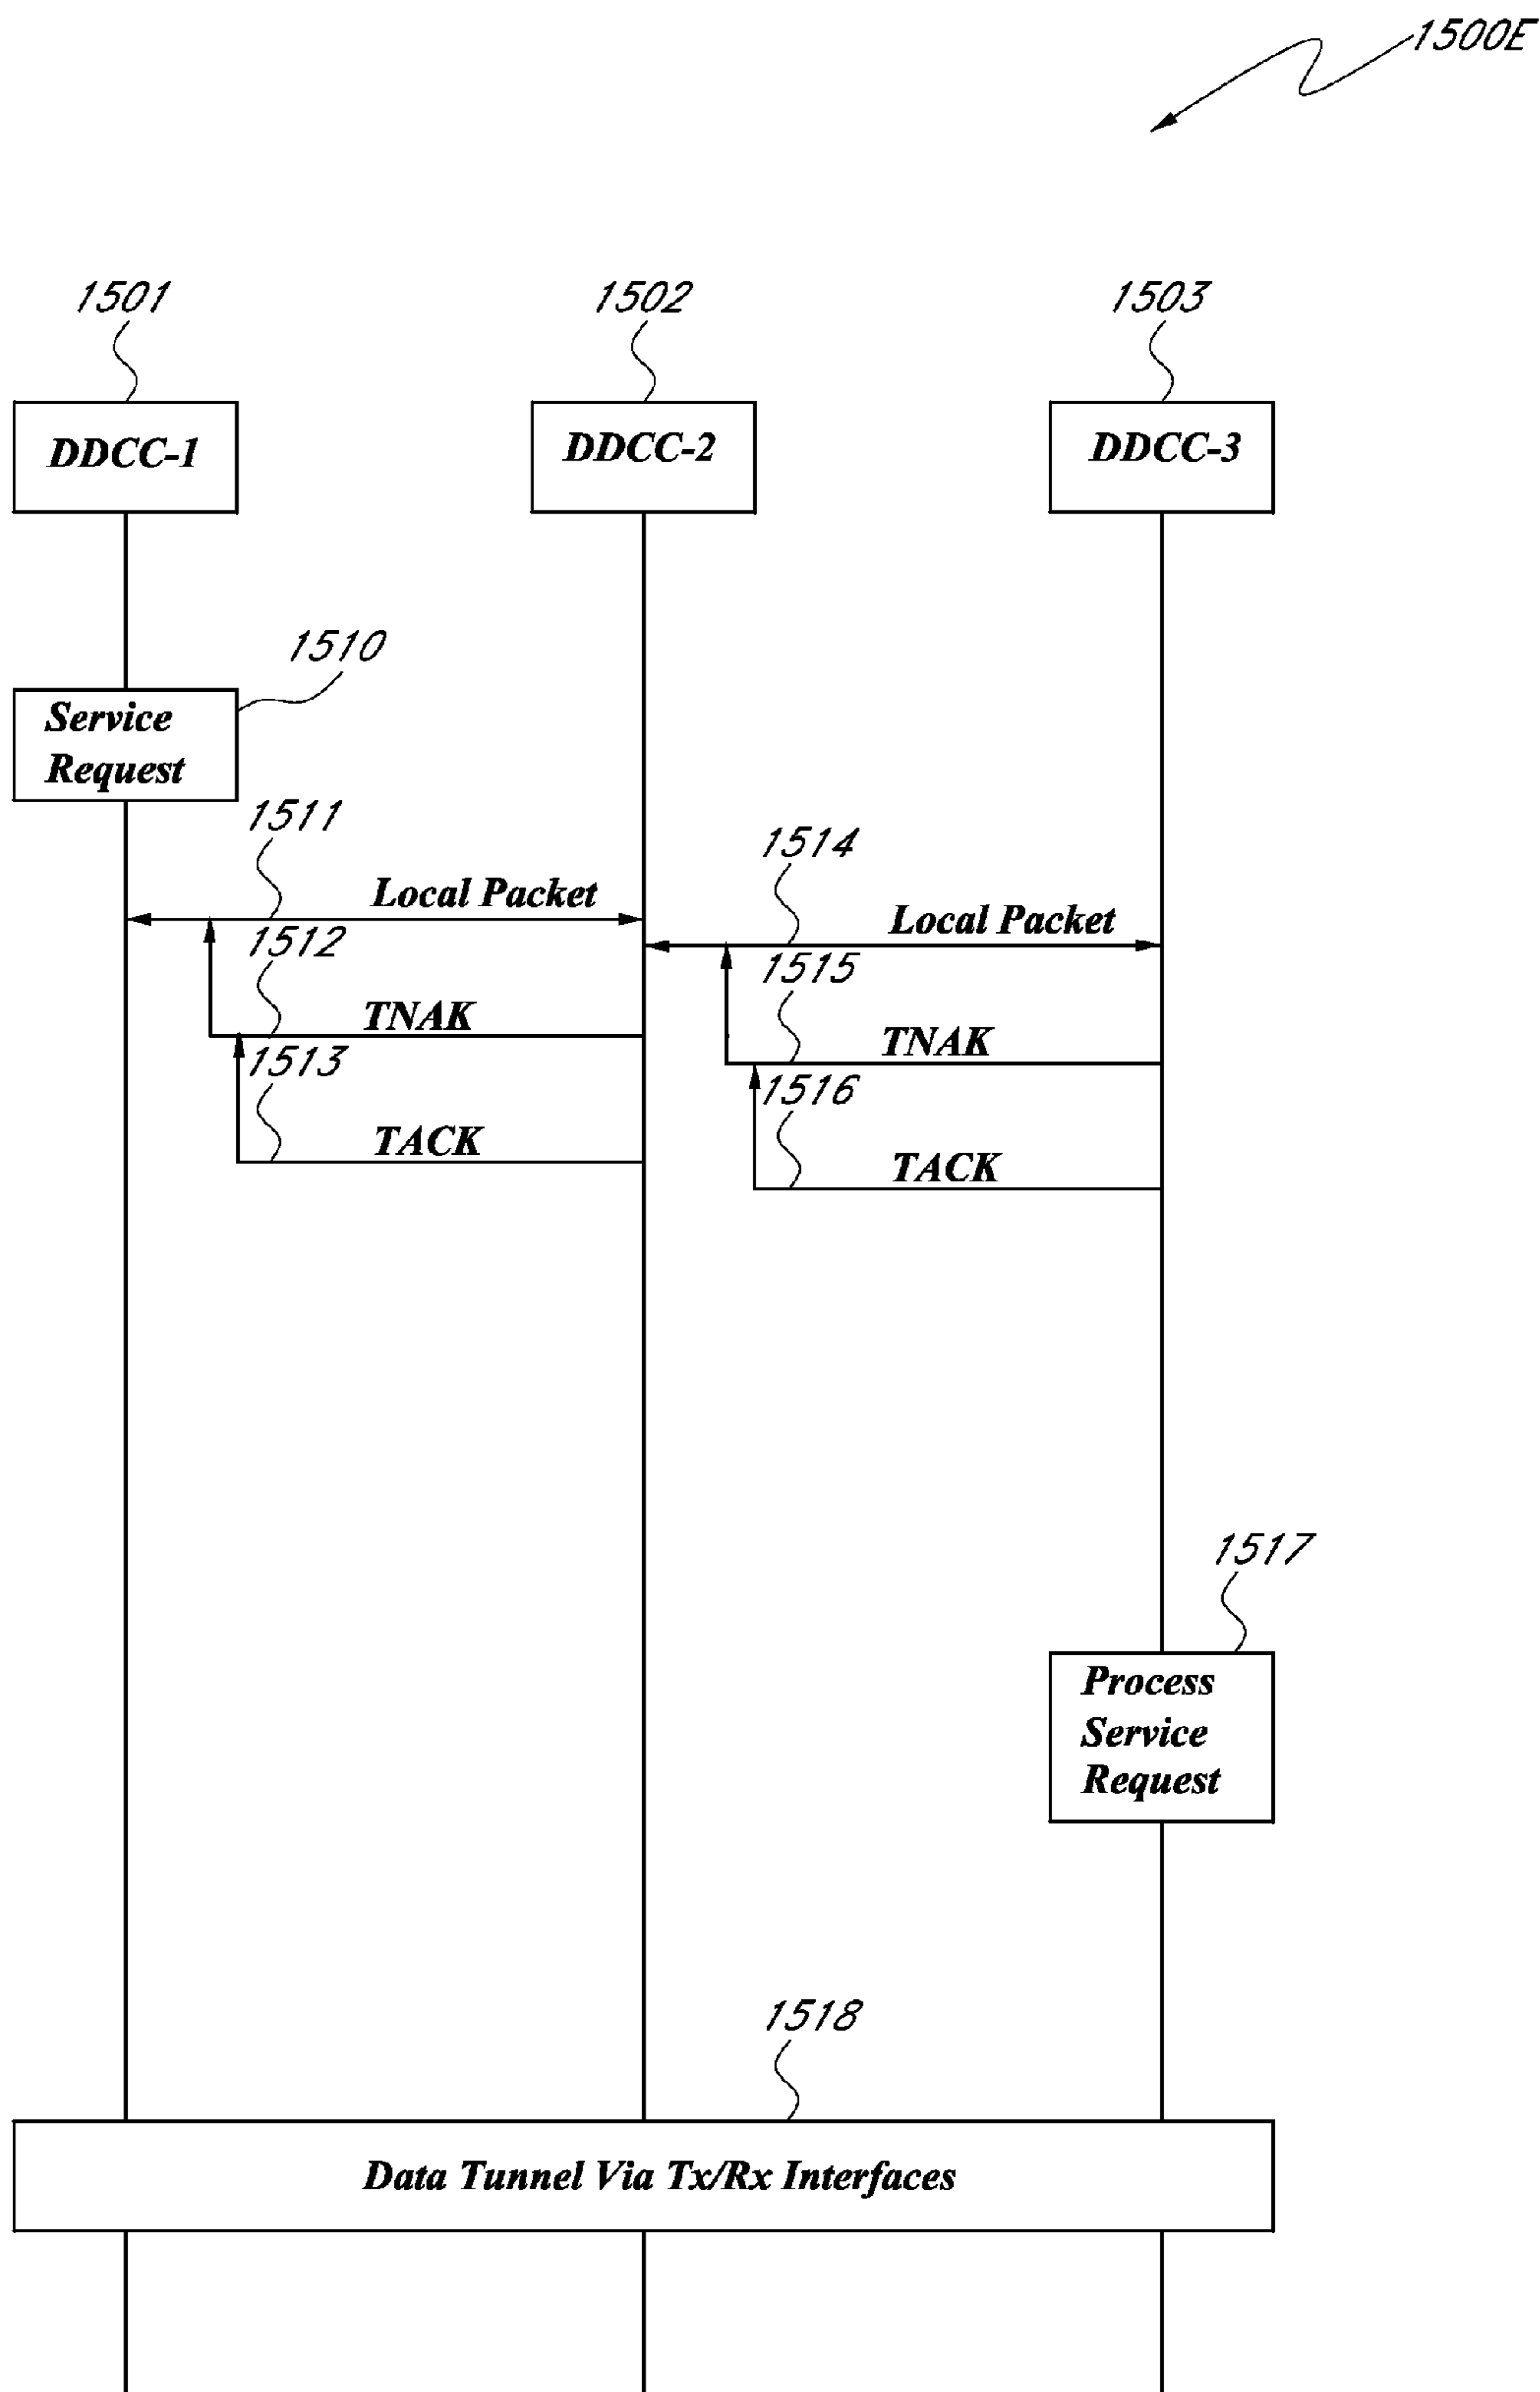 1500E
1501
1502
1503
DDCC-1
DDCC-2
DDCC-3
1510
Service
Request
1511
1514
Local Packet
Local Packet
1512
1515
TNAK
TNAK
1513
1516
TACK
TACK
1517
Process
Service
Request
1518
Data Tunnel Via Tx/Rx Interfaces